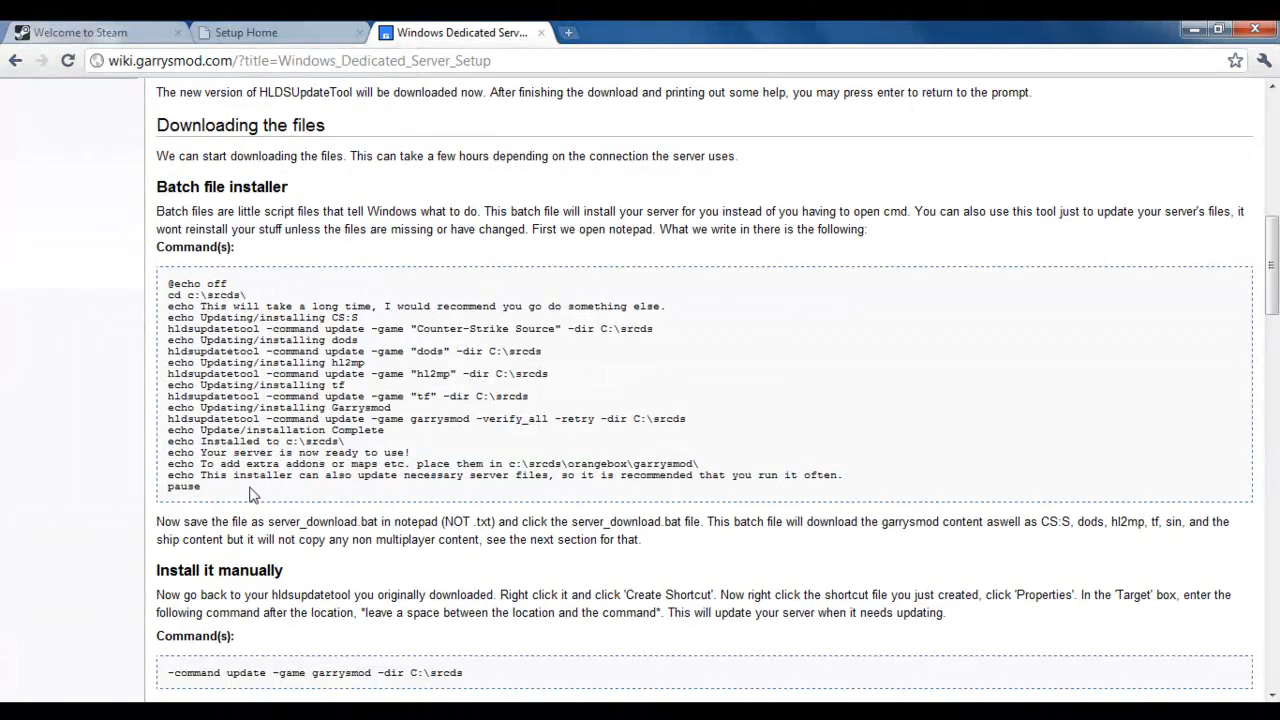 Welcome to Steam
Setup Home
Windows Dedicated Serv...
wiki.garrysmod.com/?title=Windows_Dedicated_Server_Setup
The new version of HLDSUpdateTool will be downloaded now. After finishing the download and printing out some help, you may press enter to return to the prompt.
Downloading the files
We can start downloading the files. This can take a few hours depending on the connection the server uses.
Batch file installer
Batch files are little script files that tell Windows what to do. This batch file will install your server for you instead of you having to open cmd. You can also use this tool just to update your server's files, it
wont reinstall your stuff unless the files are missing or have changed. First we open notepad. What we write in there is the following:
Command(s):
@echo off
cd c:\srcds\
echo This will take a long time, I would recommend you go do something else.
echo Updating/installing CS:S
hldsupdatetool -command update -game "Counter-Strike Source" -dir C:\srcds
echo Updating/installing dods
hldsupdatetool -command update -game "dods" -dir C:\srcds
echo Updating/installing hl2mp
hldsupdatetool -command update -game "hl2mp" -dir C:\srcds
echo Updating/installing tf
hldsupdatetool -command update -game "tf" -dir C:\srcds
echo Updating/installing Garrysmod
hldsupdatetool -command update -game garrysmod -verify_all -retry -dir C:\srcds
echo Update/installation Complete
echo Installed to c:\srcds\
echo Your server is now ready to use!
echo To add extra addons or maps etc. place them in c:\srcds\orangebox\garrysmod\
echo This installer can also update necessary server files, so it is recommended that you run it often.
pause
Now save the file as server_download.bat in notepad (NOT .txt) and click the server_download.bat file. This batch file will download the garrysmod content aswell as CS:S, dods, hl2mp, tf, sin, and the
ship content but it will not copy any non multiplayer content, see the next section for that.
Install it manually
Now go back to your hldsupdatetool you originally downloaded. Right click it and click 'Create Shortcut'. Now right click the shortcut file you just created, click 'Properties'. In the 'Target' box, enter the
following command after the location, *leave a space between the location and the command*. This will update your server when it needs updating.
Command(s):
-command update -game garrysmod -dir C:\srcds